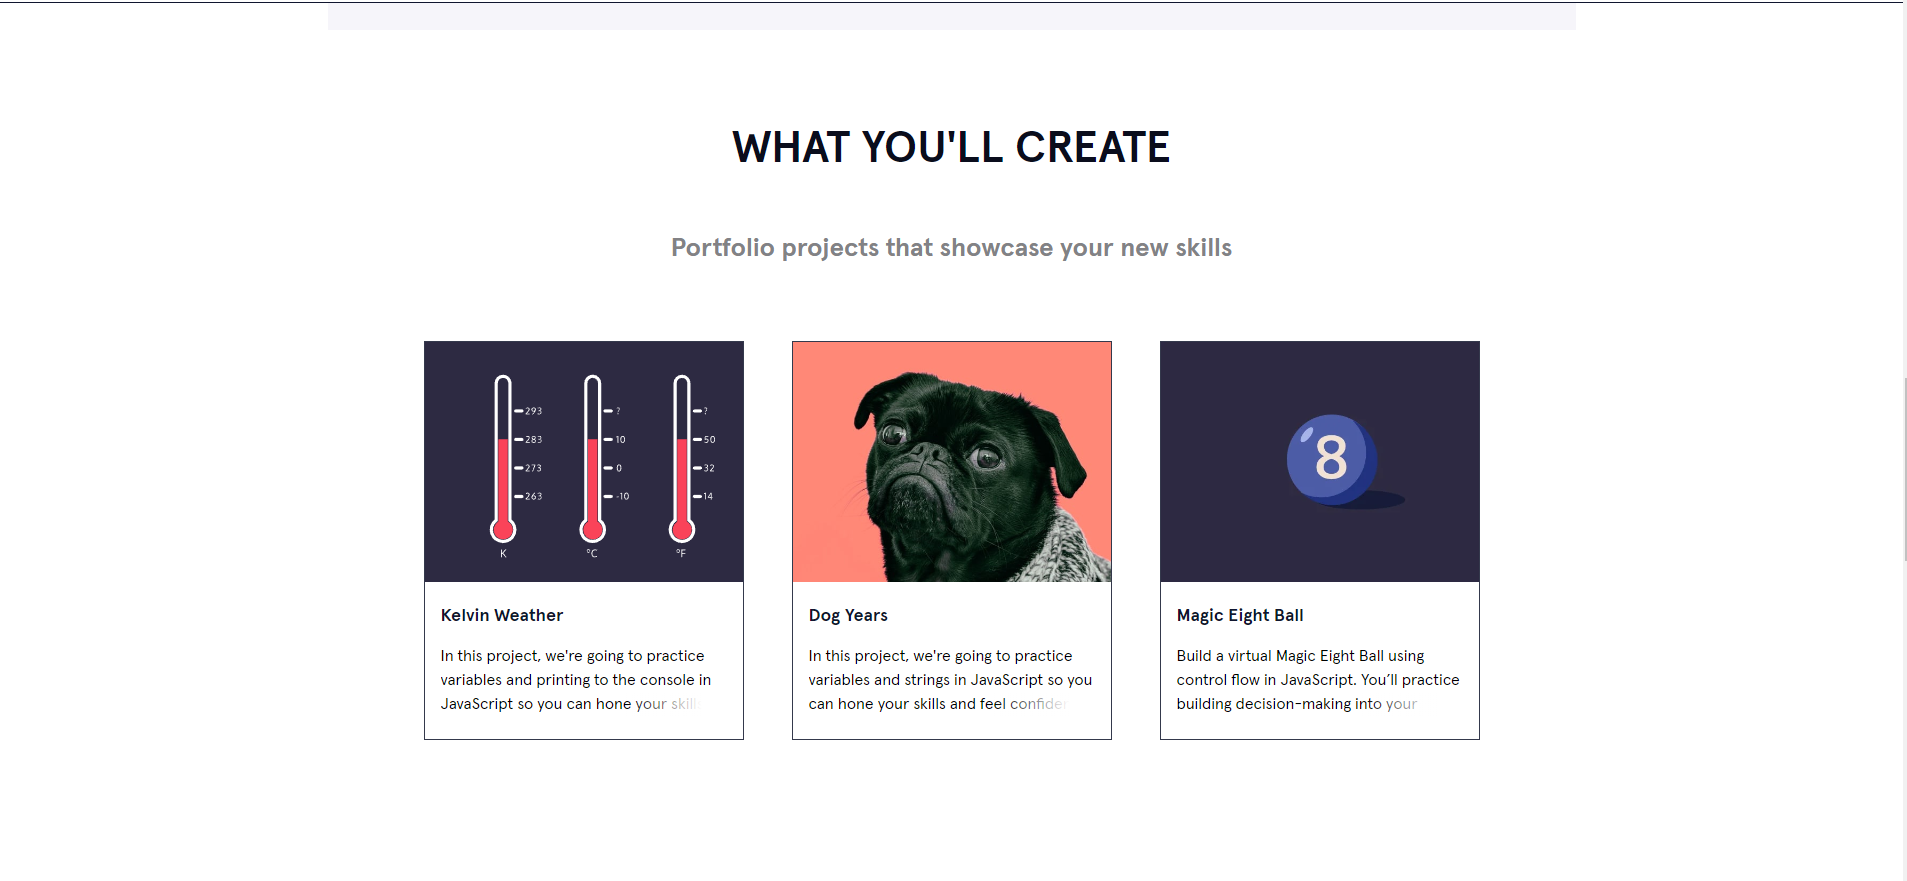 WHAT YOU'LL CREATE
Portfolio projects that showcase your new skills
293
283
273
263
K
?
10
0
-10
°C
?
50
32
14
°F
8
Kelvin Weather
In this project, we're going to practice
variables and printing to the console in
JavaScript so you can hone your skills
Dog Years
In this project, we're going to practice
variables and strings in JavaScript so you
can hone your skills and feel confiden
Magic Eight Ball
Build a virtual Magic Eight Ball using
control flow in JavaScript. You’ll practice
building decision-making into your